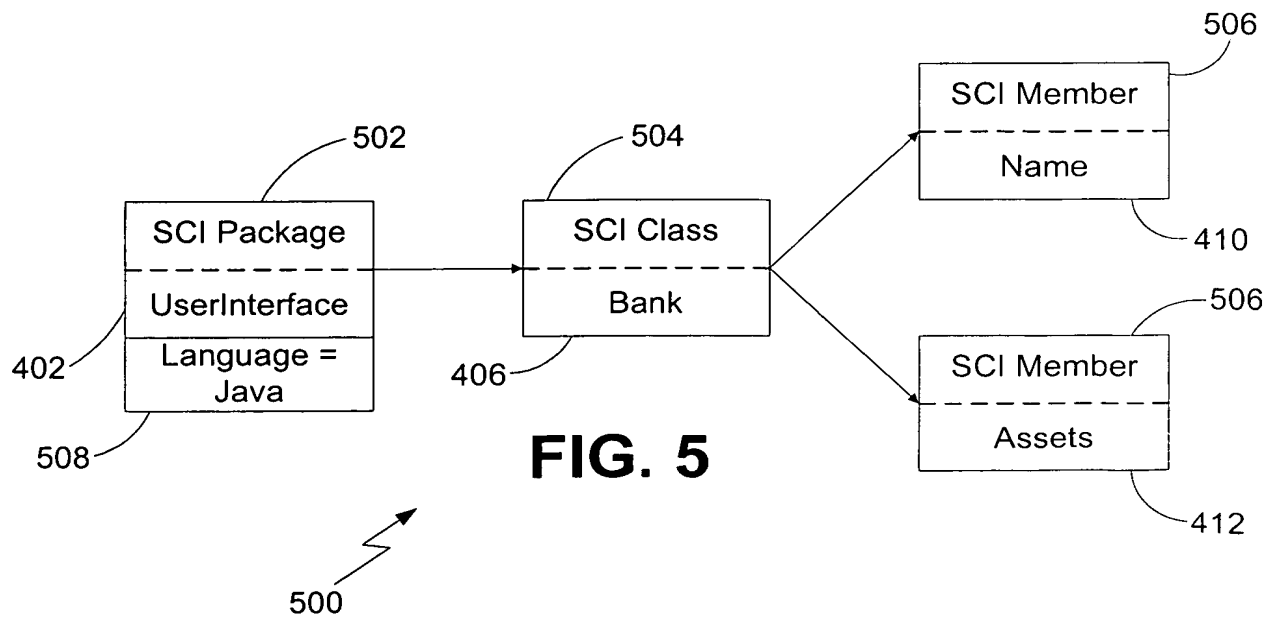 506
SCI Member
Name
410
502
SCI Package
UserInterface
Language =
Java
402
508
504
SCI Class
Bank
406
506
SCI Member
Assets
412
FIG. 5
500